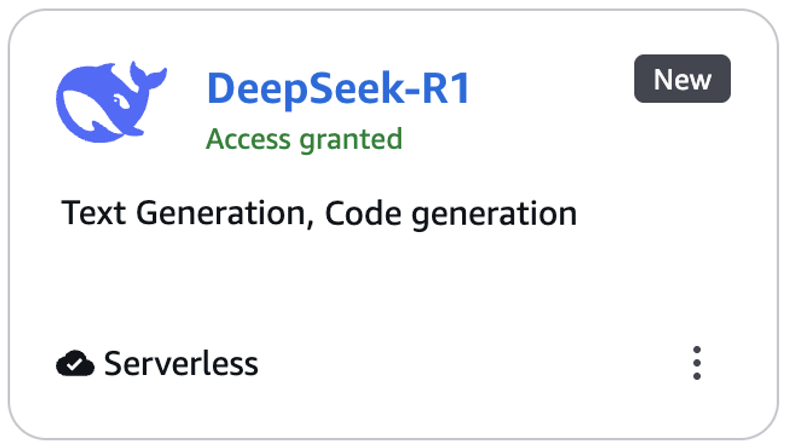 DeepSeek-R1
New
Access granted
Text Generation, Code generation
Serverless